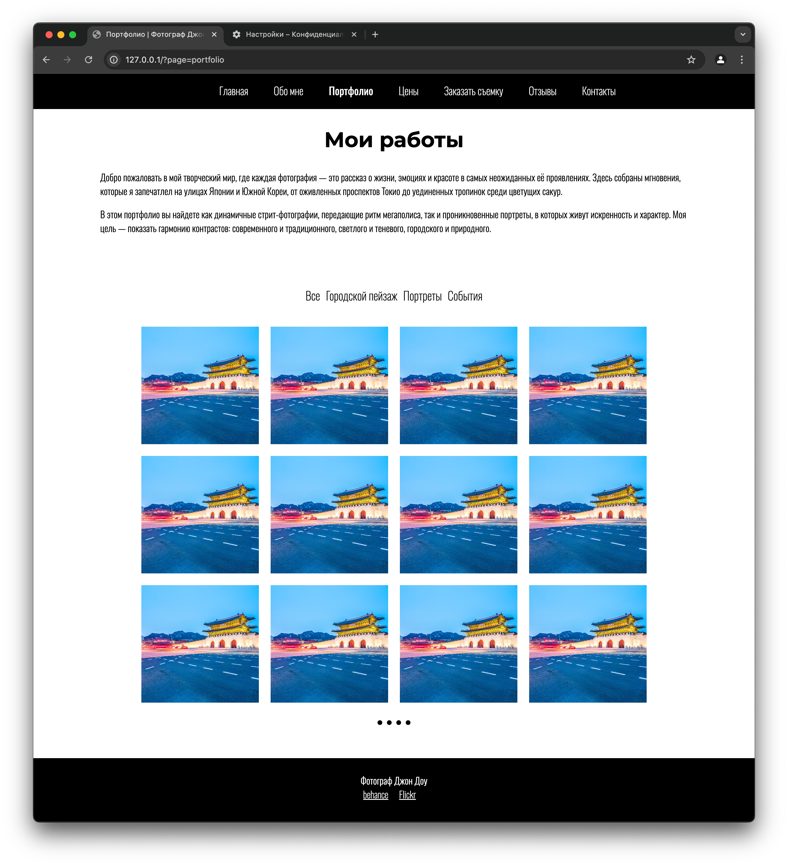 Портфолио | Фотограф Джо
Настройки – Конфиденциал
127.0.0.1/?page=portfolio
Главная Обо мне Портфолио Цены Заказать съемку Отзывы Контакты
Мои работы
Добро пожаловать в мой творческий мир, где каждая фотография — это рассказ о жизни, эмоциях и красоте в самых неожиданных её проявлениях. Здесь собраны мгновения,
которые я запечатлел на улицах Японии и Южной Кореи, от оживленных проспектов Токио до уединенных тропинок среди цветущих сакур.
В этом портфолио вы найдете как динамичные стрит-фотографии, передающие ритм мегаполиса, так и проникновенные портреты, в которых живут искренность и характер. Моя
цель — показать гармонию контрастов: современного и традиционного, светлого и теневого, городского и природного.
Все Городской пейзаж Портреты События
Фотограф Джон Доу
behance Flickr